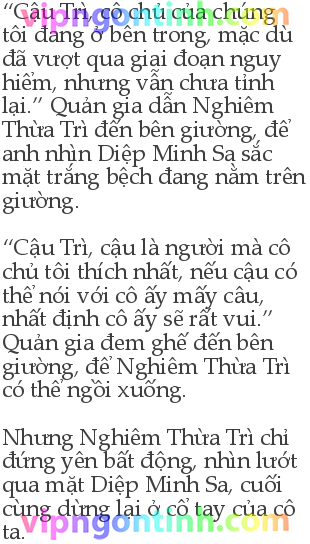 “Cậu Trì, cô chủ của chúng
tôi đang ở bên trong, mặc dù
đã vượt qua giai đoạn nguy
hiểm, nhưng vẫn chưa tỉnh
lại.” Quản gia dẫn Nghiêm
Thừa Trì đến bên giường, để
anh nhìn Diệp Minh Sa sắc
mặt trắng bệch đang nằm trên
giường.
“Cậu Trì, cậu là người mà cô
chủ tôi thích nhất, nếu cậu có
thể nói với cô ấy mấy câu,
nhất định cô ấy sẽ rất vui.”
Quản gia đem ghế đến bên
giường, để Nghiêm Thừa Trì
có thể ngồi xuống.
Nhưng Nghiêm Thừa Trì chỉ
đứng yên bất động, nhìn lướt
qua mặt Diệp Minh Sa, cuối
cùng dừng lại ở cổ tay của cô
ta.
vipngontinh.com
vipngontinh.com
vipngontinh.com